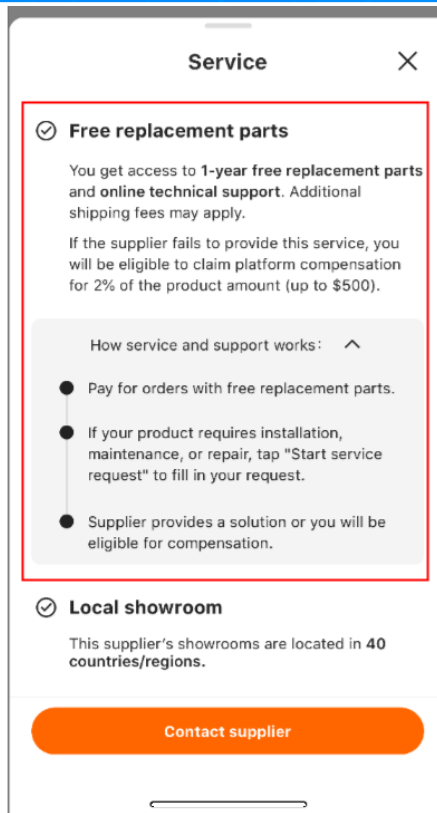 Service
Free replacement parts
You get access to 1-year free replacement parts
and online technical support. Additional
shipping fees may apply.
If the supplier fails to provide this service, you
will be eligible to claim platform compensation
for 2% of the product amount (up to $500).
How service and support works:
Pay for orders with free replacement parts.
If your product requires installation,
maintenance, or repair, tap "Start service
request" to fill in your request.
Supplier provides a solution or you will be
eligible for compensation.
Local showroom
This supplier's showrooms are located in 40
countries/regions.
Contact supplier